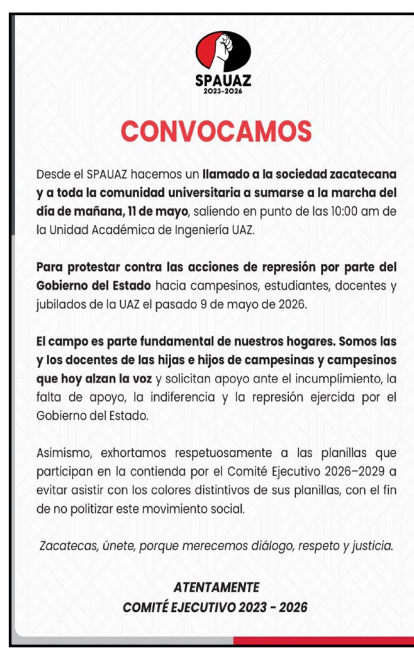 SPAUAZ
2023-2026
CONVOCAMOS
Desde el SPAUAZ hacemos un llamado a la sociedad zacatecana
y a toda la comunidad universitaria a sumarse a la marcha del
día de mañana, 11 de mayo, saliendo en punto de las 10:00 am de
la Unidad Académica de Ingeniería UAZ.
Para protestar contra las acciones de represión por parte del
Gobierno del Estado hacia campesinos, estudiantes, docentes y
jubilados de la UAZ el pasado 9 de mayo de 2026.
El campo es parte fundamental de nuestros hogares. Somos las
y los docentes de las hijas e hijos de campesinas y campesinos
que hoy alzan la voz y solicitan apoyo ante el incumplimiento, la
falta de apoyo, la indiferencia y la represión ejercida por el
Gobierno del Estado.
Asimismo, exhortamos respetuosamente a las planillas que
participan en la contienda por el Comité Ejecutivo 2026–2029 a
evitar asistir con los colores distintivos de sus planillas, con el fin
de no politizar este movimiento social.
Zacatecas, únete, porque merecemos diálogo, respeto y justicia.
ATENTAMENTE
COMITÉ EJECUTIVO 2023 - 2026